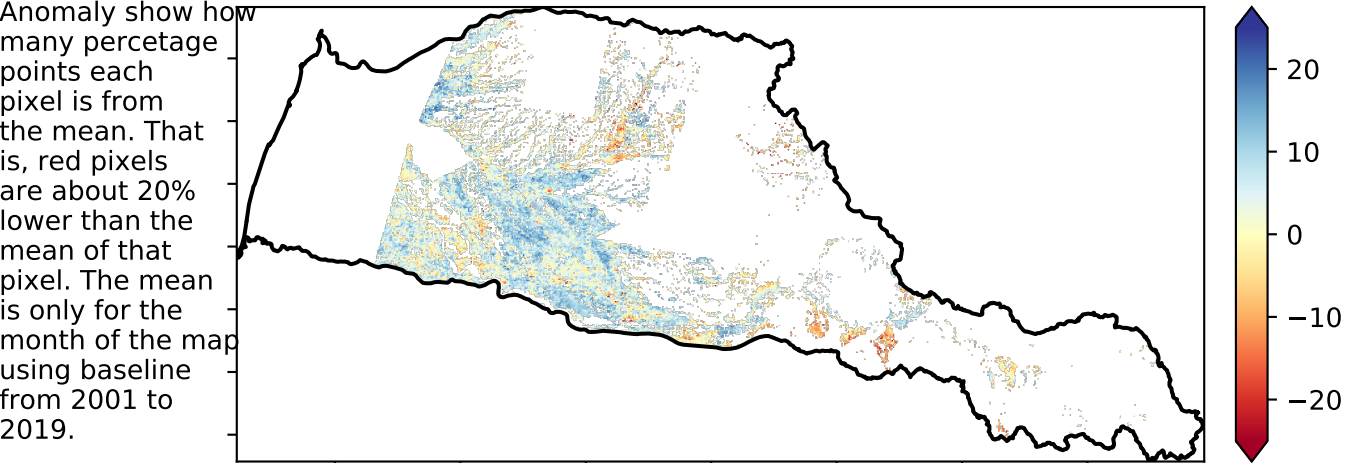 Anomaly show how
many percetage
points each
pixel is from
the mean. That
is, red pixels
are about 20%
lower than the
mean of that
pixel. The mean
is only for the
month of the map
using baseline
from 2001 to
2019.
20
10
0
−10
−20